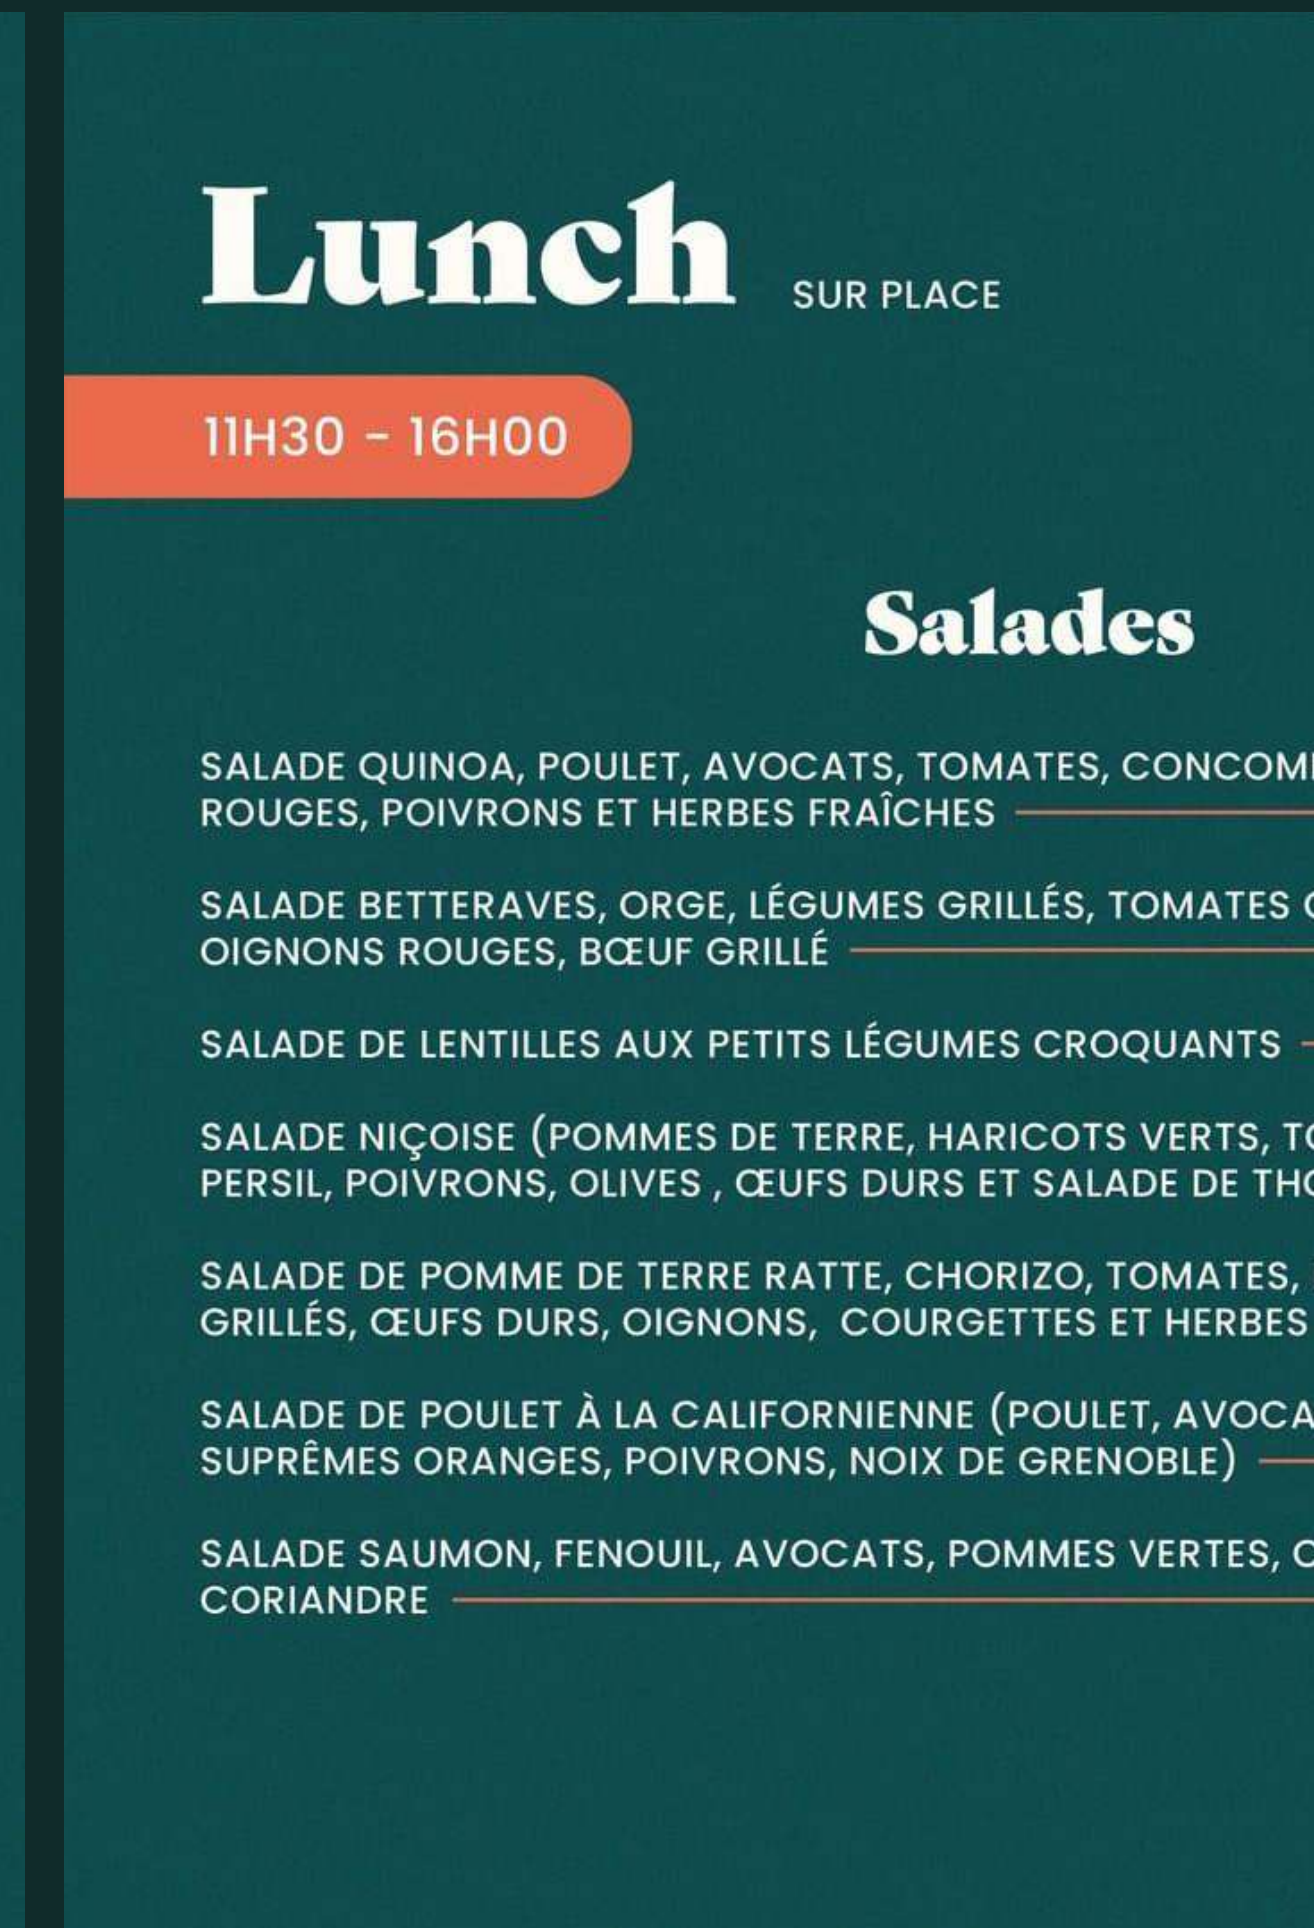 Lunch SUR PLACE
11H30 - 16H00
Salades
SALADE QUINOA, POULET, AVOCATS, TOMATES,
ROUGES, POIVRONS ET HERBES FRAÎCHES
SALADE BETTERAVES, ORGE, LÉGUMES GRILLÉS, TOMATES
OIGNONS ROUGES, BŒUF GRILLÉ
SALADE DE LENTILLES AUX PETITS LÉGUMES CROQUANTS
SALADE NIÇOISE (POMMES DE TERRE, HARICOTS VERTS,
PERSIL, POIVRONS, OLIVES , ŒUFS DURS ET SALADE DE
SALADE DE POMME DE TERRE RATTE, CHORIZO, TOMATES,
GRILLÉS, ŒUFS DURS, OIGNONS, COURGETTES ET HERBES
SALADE DE POULET À LA CALIFORNIENNE (POULET,
SUPRÊMES ORANGES, POIVRONS, NOIX DE GRENOBLE)
SALADE SAUMON, FENOUIL, AVOCATS, POMMES VERTES,
CORIANDRE